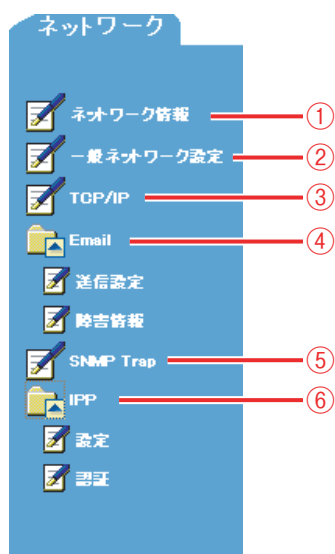 ネットワーク
ネットワーク情報 ①
一般ネットワーク設定 ②
TCP/IP ③
Email ④
送信設定
障害情報
SNMP Trap ⑤
IPP ⑥
設定
認証